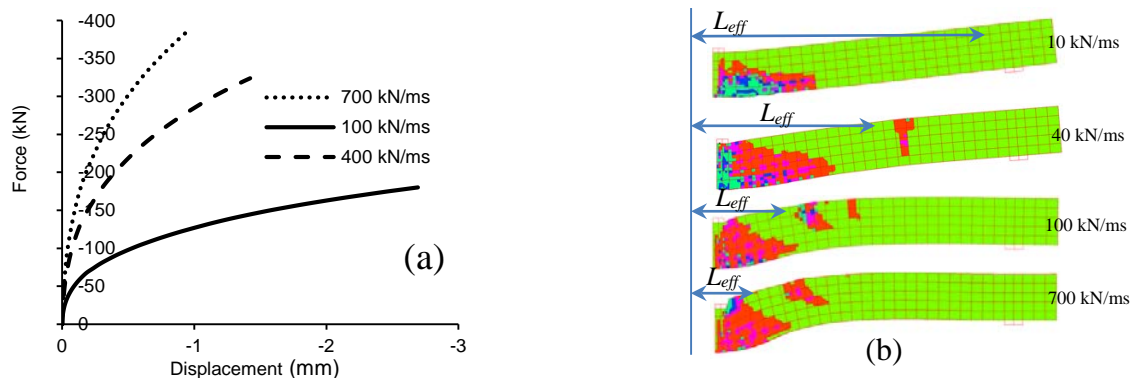 -400
-350
-300
-250
-200
-150
-100
-50
0
Force (kN)
700 kN/ms
100 kN/ms
400 kN/ms
(a)
0
-1
-2
-3
Displacement (mm)
Leff
10 kN/ms
Leff
40 kN/ms
Leff
100 kN/ms
Leff
700 kN/ms
(b)